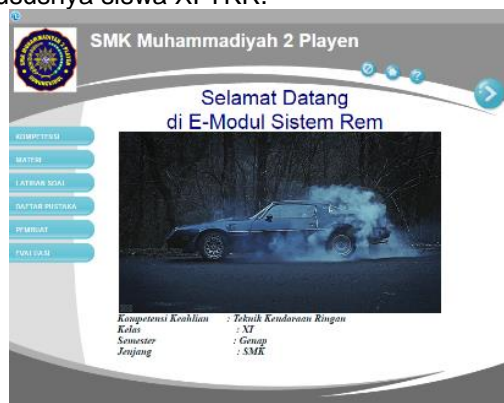 ususnya siswa XI TKR.
SMK Muhammadiyah 2 Playen
Selamat Datang
di E-Modul Sistem Rem
KOMPETENSI
MATERI
LATIHAN SOAL
DAFTAR PUSTAKA
PEMBUAT
EVALUASI
Kompetensi Keahlian : Teknik Kendaraan Ringan
Kelas : XI
Semester : Genap
Jenjang : SMK